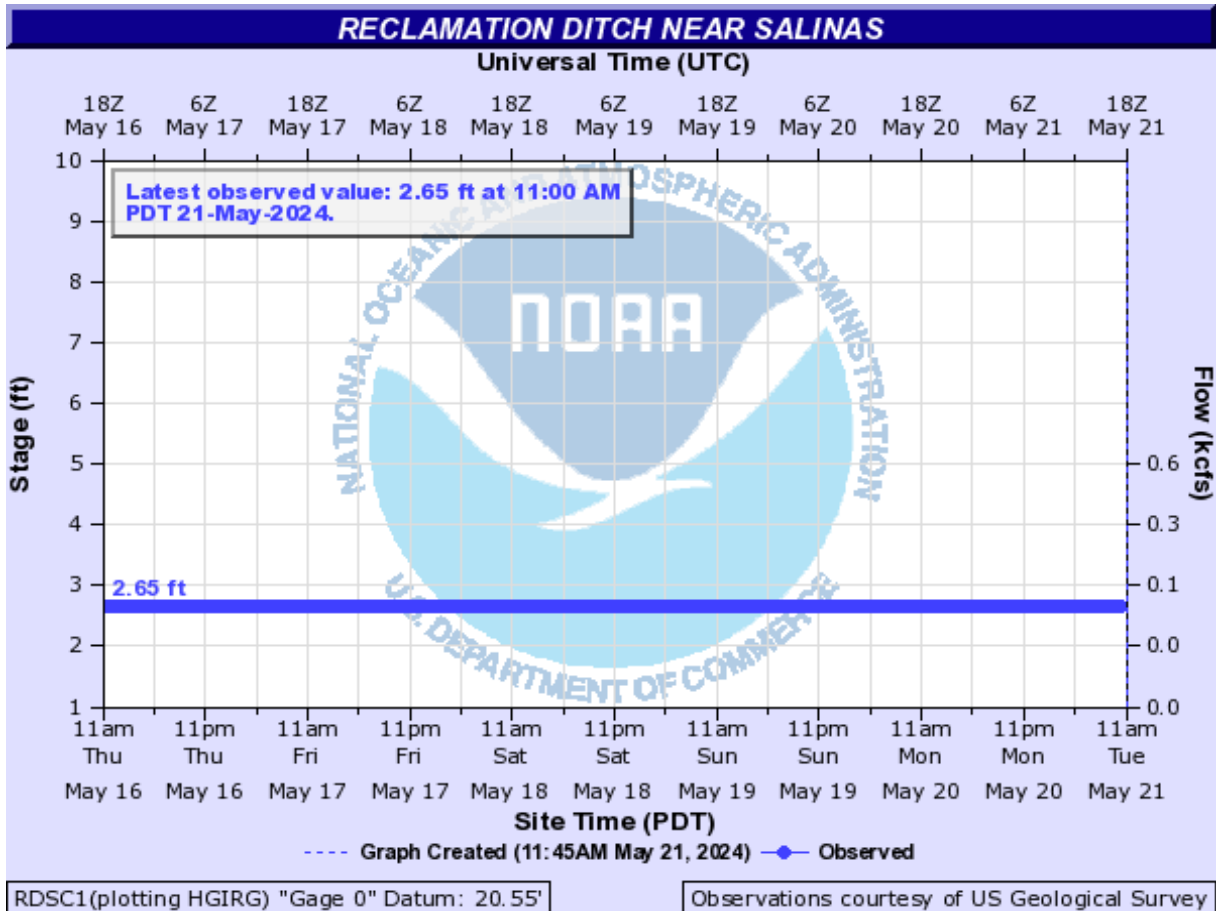 RECLAMATION DITCH NEAR SALINAS
Universal Time (UTC)
18Z 6Z 18Z 6Z 18Z 6Z 18Z 6Z 18Z 6Z 18Z
May 16 May 17 May 17 May 18 May 18 May 19 May 19 May 20 May 20 May 21 May 21
Latest observed value: 2.65 ft at 11:00 AM
PDT 21-May-2024.
NATIONAL OCEANIC AND ATMOSPHERIC ADMINISTRATION
NOAA
U.S. DEPARTMENT OF COMMERCE
Stage (ft)
10
9
8
7
6
5
4
3
2
1
2.65 ft
Flow (kcfs)
0.6
0.3
0.1
0.0
0.0
11am 11pm 11am 11pm 11am 11pm 11am 11pm 11am 11pm 11am
Thu Thu Fri Fri Sat Sat Sun Sun Mon Mon Tue
May 16 May 16 May 17 May 17 May 18 May 18 May 19 May 19 May 20 May 20 May 21
Site Time (PDT)
Graph Created (11:45AM May 21, 2024) Observed
RDSC1(plotting HGIRG) "Gage 0" Datum: 20.55'
Observations courtesy of US Geological Survey